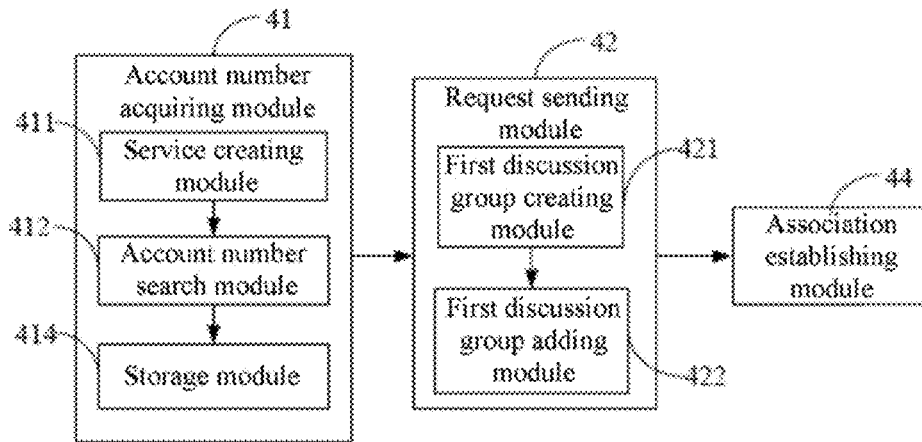 41
Account number
acquiring module
411
Service creating
module
412
Account number
search module
414
Storage module
42
Request sending
module
421
First discussion
group creating
module
First discussion
group adding
module
422
44
Association
establishing
module